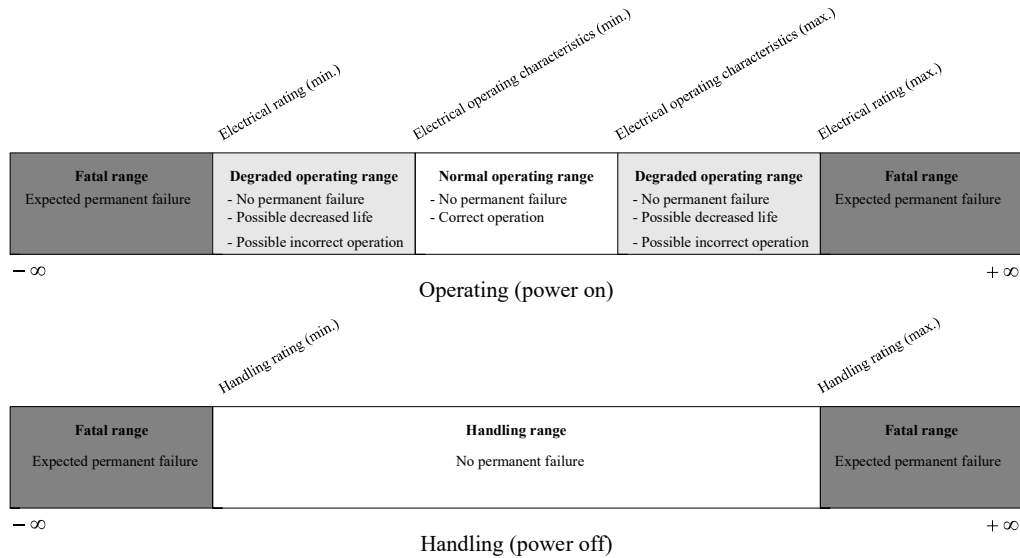 Electrical rating (min.)
Electrical operating characteristics (min.)
Electrical operating characteristics (max.)
Electrical rating (max.)
Fatal range
Expected permanent failure
Degraded operating range
- No permanent failure
- Possible decreased life
- Possible incorrect operation
Normal operating range
- No permanent failure
- Correct operation
Degraded operating range
- No permanent failure
- Possible decreased life
- Possible incorrect operation
Fatal range
Expected permanent failure
– ∞
+ ∞
Operating (power on)
Handling rating (min.)
Handling rating (max.)
Fatal range
Expected permanent failure
Handling range
No permanent failure
Fatal range
Expected permanent failure
– ∞
+ ∞
Handling (power off)